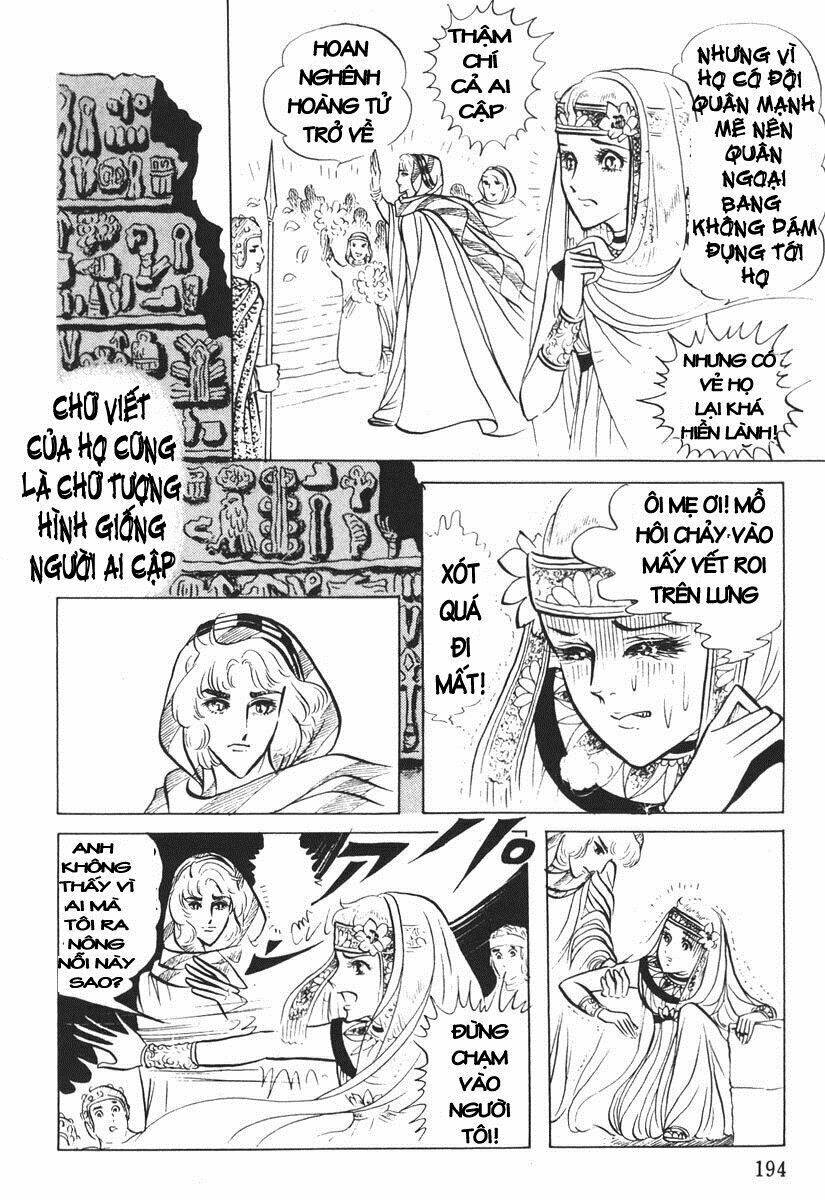 NHƯNG VÌ
HỌ CÓ ĐỘI
QUÂN MẠNH
MẼ NÊN
QUÂN
NGOẠI
BANG
KHÔNG DÁM
ĐỤNG TỚI
HỌ
THẬM
CHÍ
CẢ AI
CẬP
HOAN
NGHÊNH
HOÀNG TỬ
TRỞ VỀ
NHƯNG CÓ
VẺ HỌ
LẠI KHÁ
HIỀN LÀNH!
CHỮ VIẾT
CỦA HỌ CŨNG
LÀ CHỮ TƯỢNG
HÌNH GIỐNG
NGƯỜI AI CẬP
ÔI MẸ ƠI! MỒ
HÔI CHẢY VÀO
MẤY VẾT ROI
TRÊN LƯNG
XÓT
QUÁ
ĐI
MẤT!
ANH
KHÔNG
THẤY VÌ
AI MÀ
TÔI RA
NÔNG
NỖI NÀY
SAO?
ĐỪNG
CHẠM
VÀO
NGƯỜI
TÔI!
194